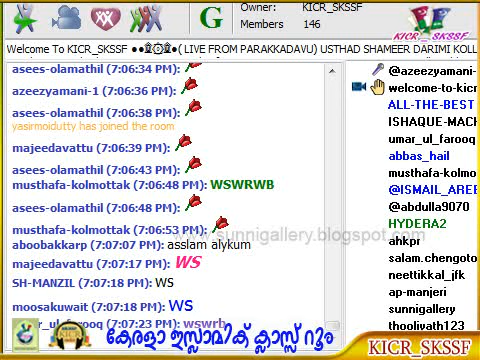 G
Owner: KICR_SKSSF
Members 146
KICR_SKSSF
Welcome To KICR_SKSSF ●●۩۞۩●( LIVE FROM PARAKKADAVU) USTHAD SHAMEER DARIMI KOLL
asees-olamathil (7:06:34 PM):
azeezyamani-1 (7:06:36 PM):
asees-olamathil (7:06:38 PM):
yasirmoidutty has joined the room
majeedavattu (7:06:39 PM):
asees-olamathil (7:06:43 PM):
musthafa-kolmottak (7:06:48 PM): WSWRWB
asees-olamathil (7:06:48 PM):
musthafa-kolmottak (7:06:53 PM):
aboobakkarp (7:07:07 PM): asslam alykum
majeedavattu (7:07:17 PM): WS
SH-MANZIL (7:07:18 PM): WS
moosakuwait (7:07:18 PM): WS
ar_ul_farooq (7:07:23 PM): wswrb
www.sunnigallery.blogspot.com
@azeezyamani-
welcome-to-kicr
ALL-THE-BEST
ISHAQUE-MACH
umar_ul_farooq
abbas_hail
musthafa-kolmo
@ISMAIL_AREE
@abdulla9070
HYDERA2
ahkpr
salam.chengoto
neettikkal_jfk
ap-manjeri
sunnigallery
thoolivath123
KICR
കേരളാ ഇസ്ലാമിക് ക്ലാസ്സ് റൂം
KICR_SKSSF